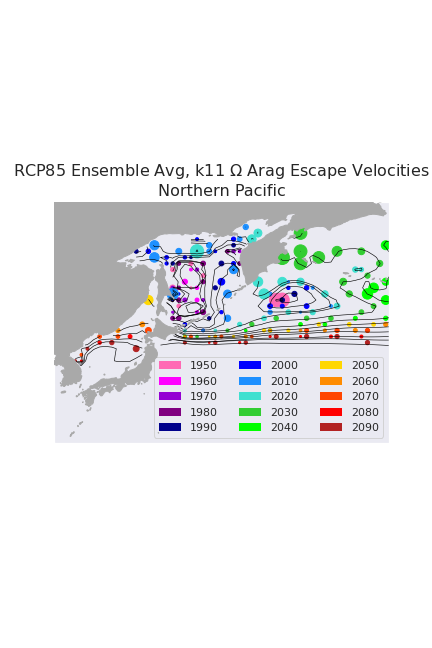 RCP85 Ensemble Avg, k11 Ω Arag Escape Velocities
Northern Pacific
1950 2000 2050
1960 2010 2060
1970 2020 2070
1980 2030 2080
1990 2040 2090